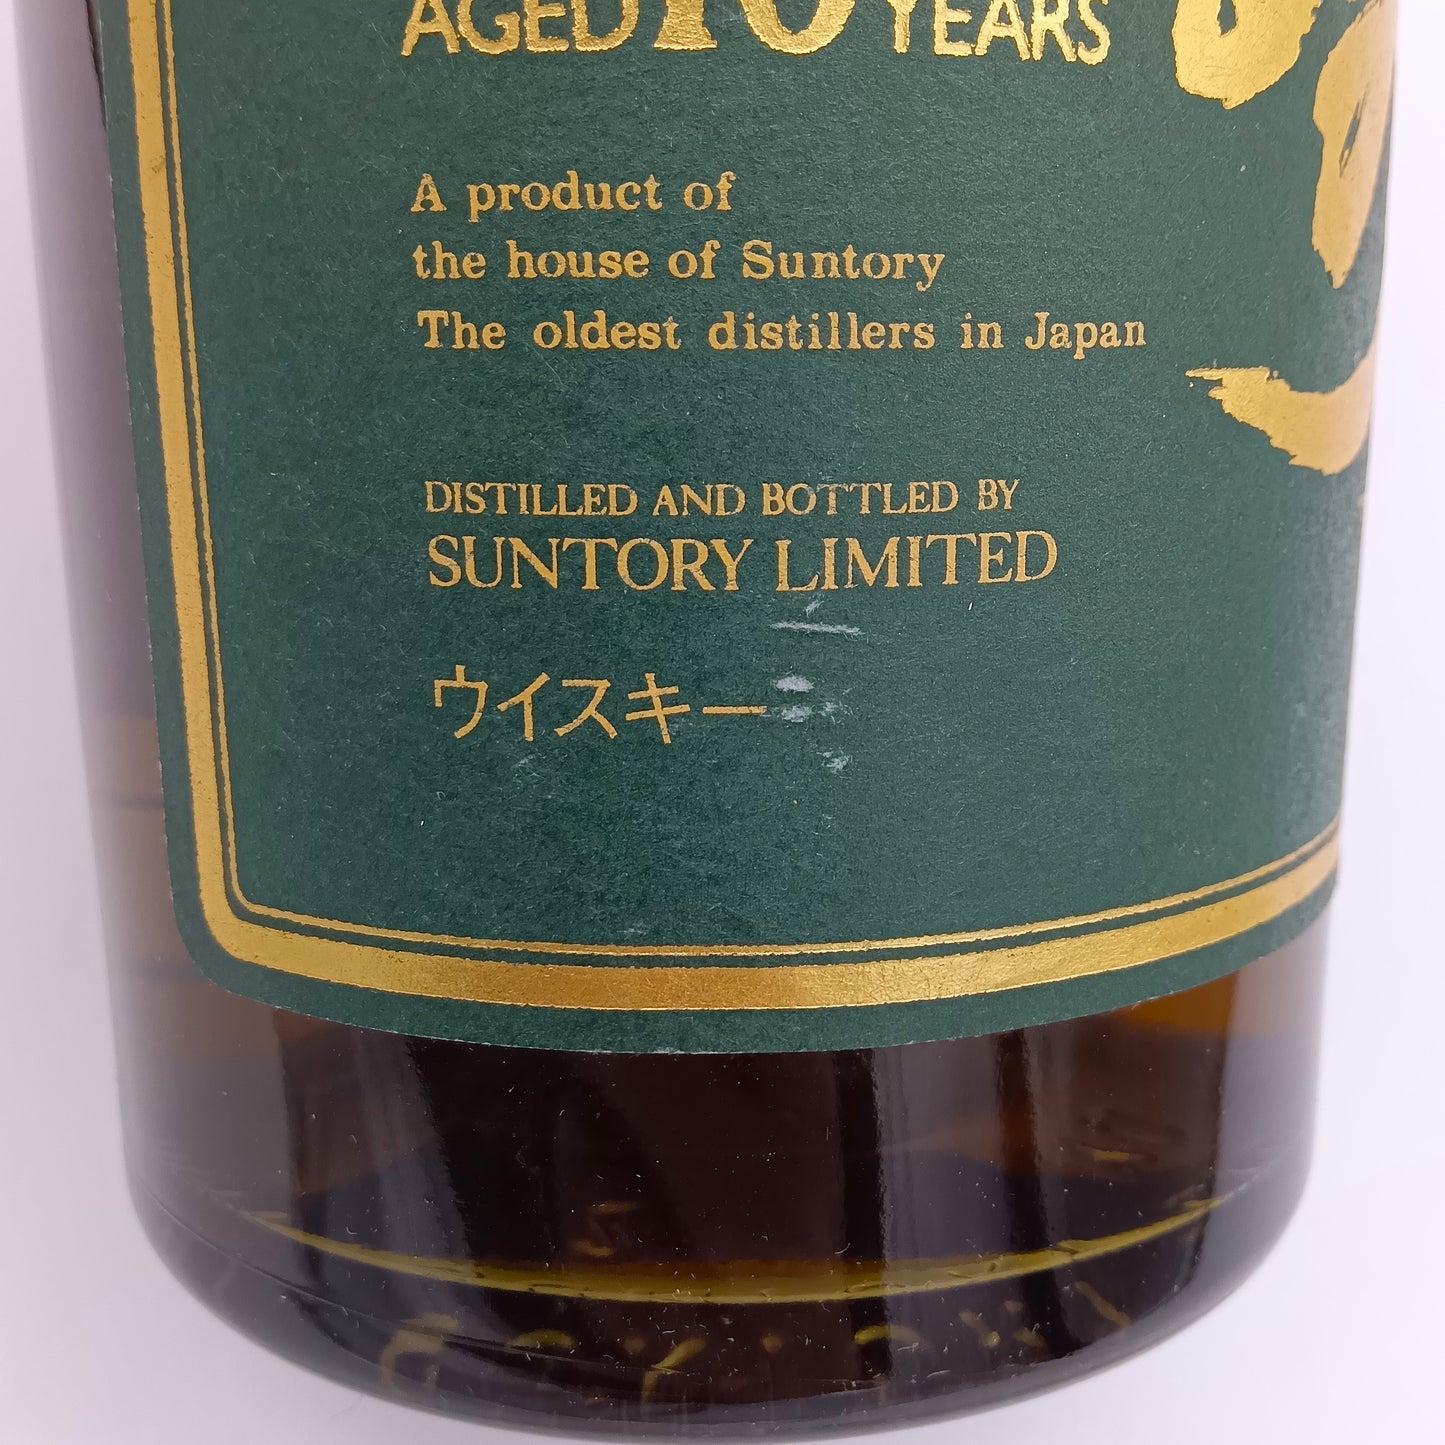 AGED 10 YEARS
A product of
the house of Suntory
The oldest distillers in Japan
DISTILLED AND BOTTLED BY
SUNTORY LIMITED
ウイスキー